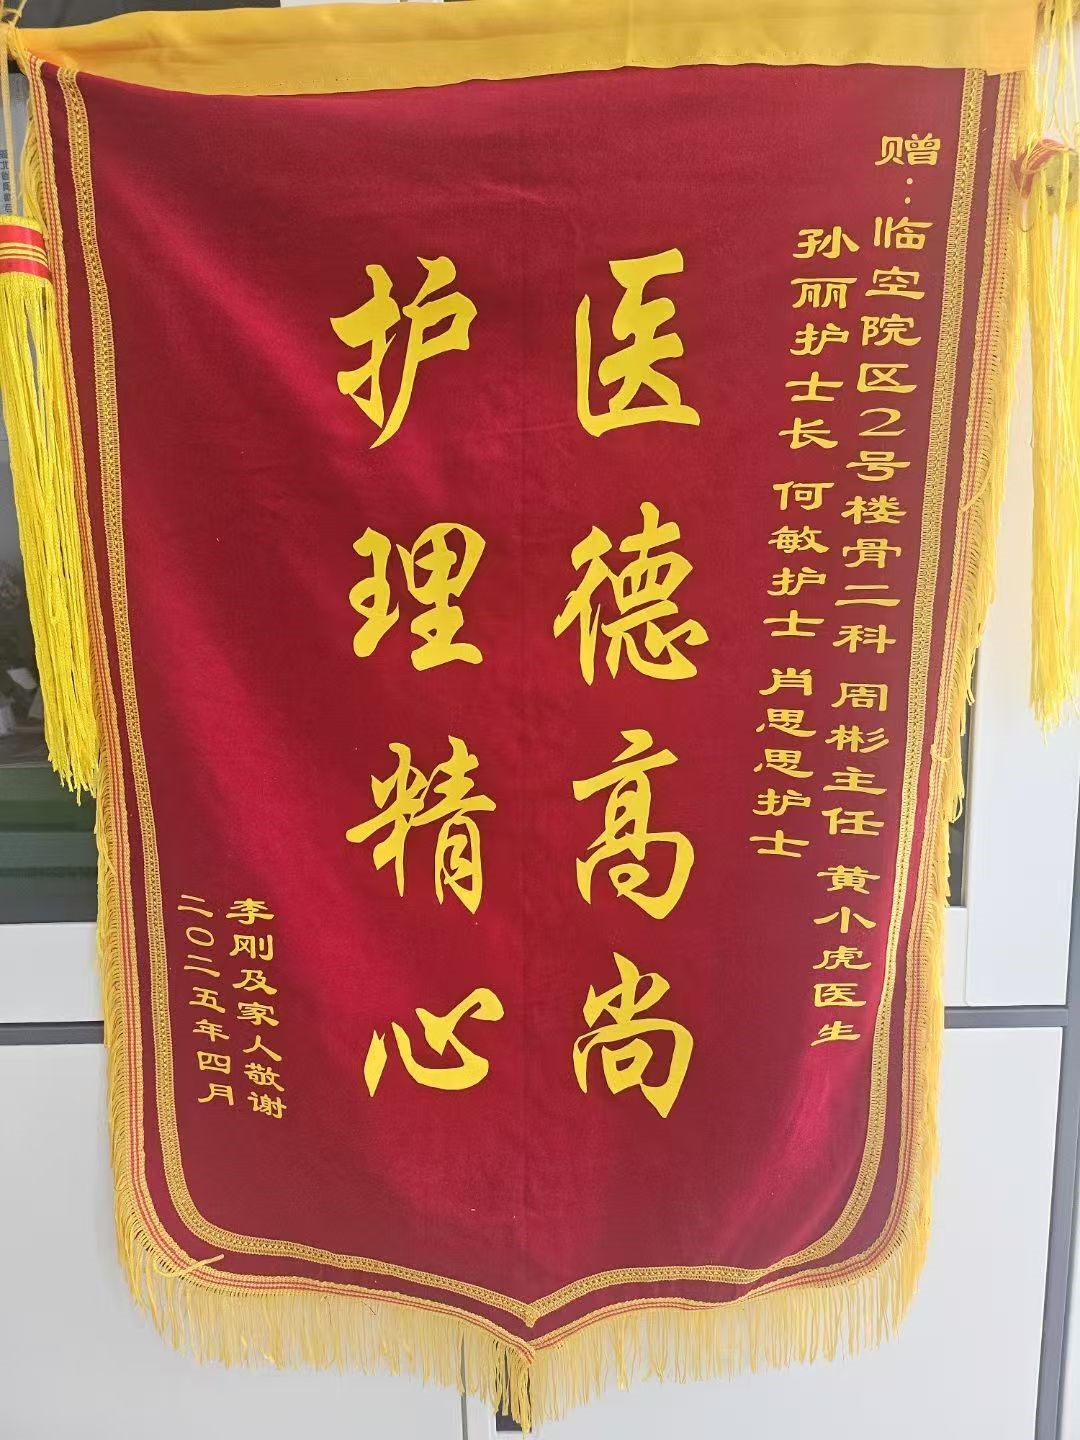 赠：临空院区2号楼骨二科 周彬主任 黄小虎医生
孙丽护士长 何敏护士 肖思思护士
医德高尚
护理精心
李刚及家人敬谢
二〇二五年四月